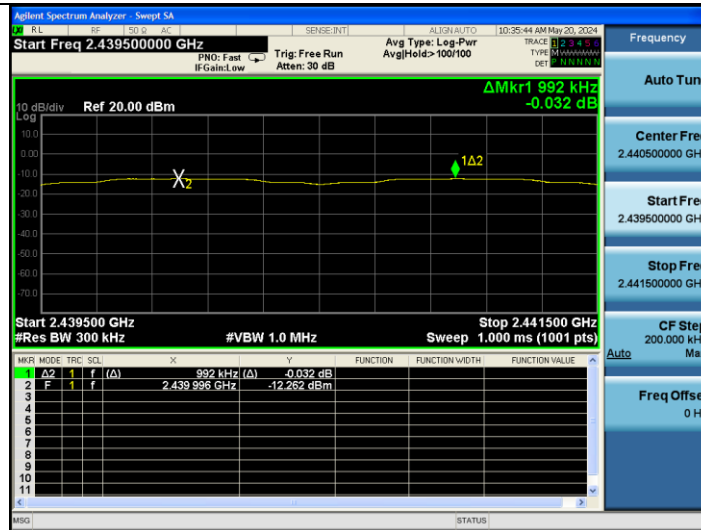 Agilent Spectrum Analyzer - Swept SA
RL RF 50 Ω AC SENSE:INT ALIGN AUTO 10:35:44 AM May 20, 2024
Start Freq 2.439500000 GHz
PNO: Fast
IFGain:Low
Trig: Free Run
Atten: 30 dB
Avg Type: Log-Pwr
Avg|Hold:>100/100
TRACE 1 2 3 4 5 6
TYPE M
DET P N N N N N
Frequency
Auto Tun
Center Fre
2.440500000 GH
Start Fre
2.439500000 GH
Stop Fre
2.441500000 GH
CF Step
200.000 kH
Auto Ma
Freq Offse
0 H
ΔMkr1 992 kHz
-0.032 dB
10 dB/div Ref 20.00 dBm
Log
10.0
0.00
-10.0
-20.0
-30.0
-40.0
-50.0
-60.0
-70.0
X2
1Δ2
Start 2.439500 GHz Stop 2.441500 GHz
#Res BW 300 kHz #VBW 1.0 MHz Sweep 1.000 ms (1001 pts)
MKR MODE TRC SCL X Y FUNCTION FUNCTION WIDTH FUNCTION VALUE
1 Δ2 1 f (Δ) 992 kHz (Δ) -0.032 dB
2 F 1 f 2.439 996 GHz -12.262 dBm
3
4
5
6
7
8
9
10
11
MSG STATUS